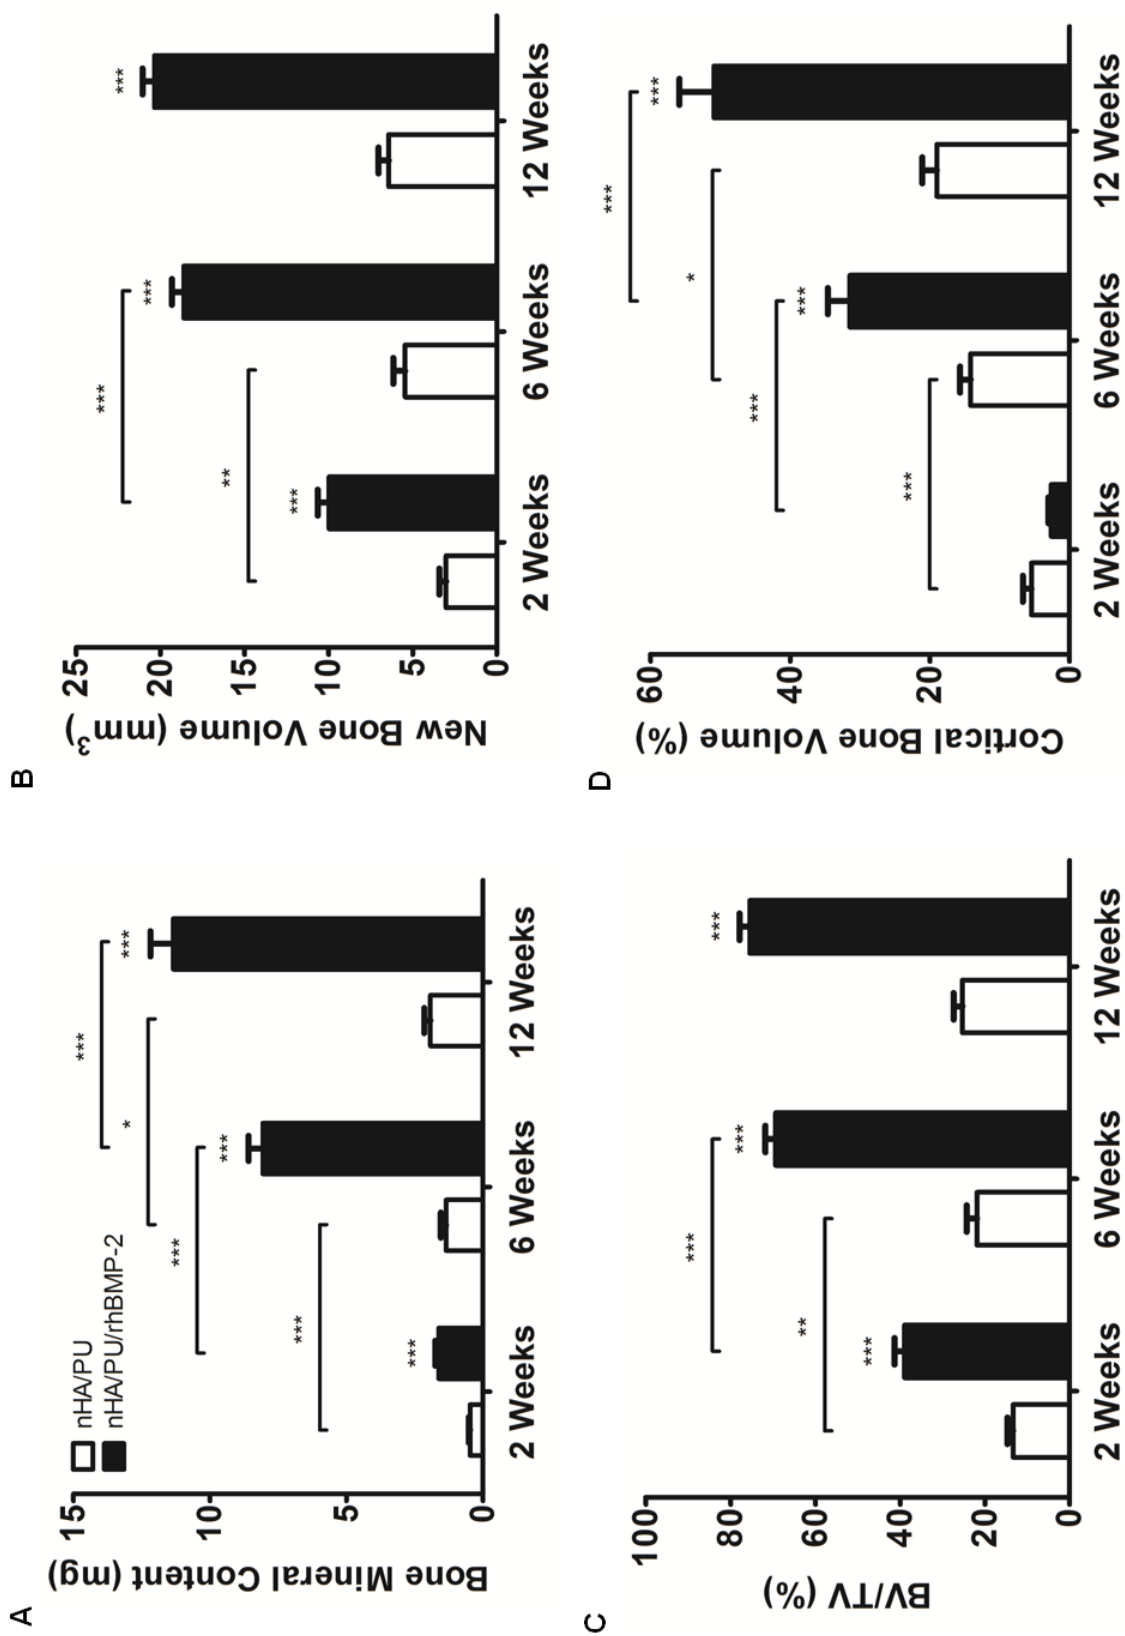 A
nHA/PU
nHA/PU/rhBMP-2
Bone Mineral Content (mg)
15
10
5
0
***
***
***
*
***
***
***
2 Weeks
6 Weeks
12 Weeks
B
New Bone Volume (mm³)
25
20
15
10
5
0
***
**
***
***
***
2 Weeks
6 Weeks
12 Weeks
C
BV/TV (%)
100
80
60
40
20
0
***
**
***
***
***
2 Weeks
6 Weeks
12 Weeks
D
Cortical Bone Volume (%)
60
40
20
0
***
***
*
***
***
***
2 Weeks
6 Weeks
12 Weeks